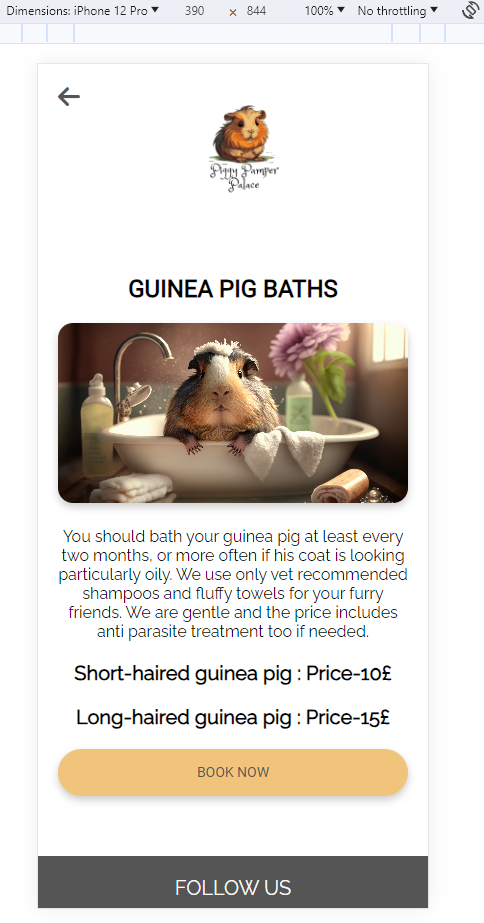 Dimensions: iPhone 12 Pro 390 × 844 100% No throttling
Piggy Pamper
Palace
GUINEA PIG BATHS
You should bath your guinea pig at least every
two months, or more often if his coat is looking
particularly oily. We use only vet recommended
shampoos and fluffy towels for your furry
friends. We are gentle and the price includes
anti parasite treatment too if needed.
Short-haired guinea pig : Price-10£
Long-haired guinea pig : Price-15£
BOOK NOW
FOLLOW US